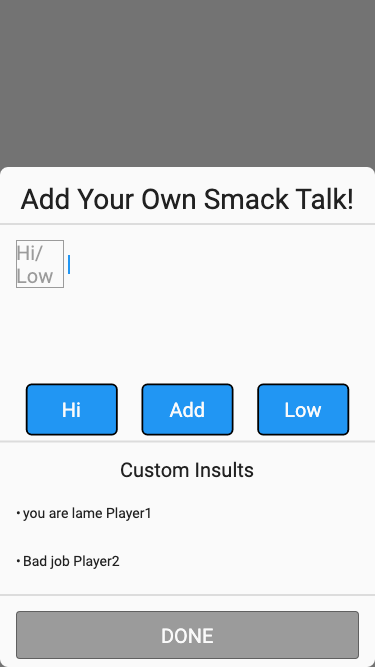 Add Your Own Smack Talk!
Hi/
Low
Hi
Add
Low
Custom Insults
• you are lame Player1
• Bad job Player2
DONE